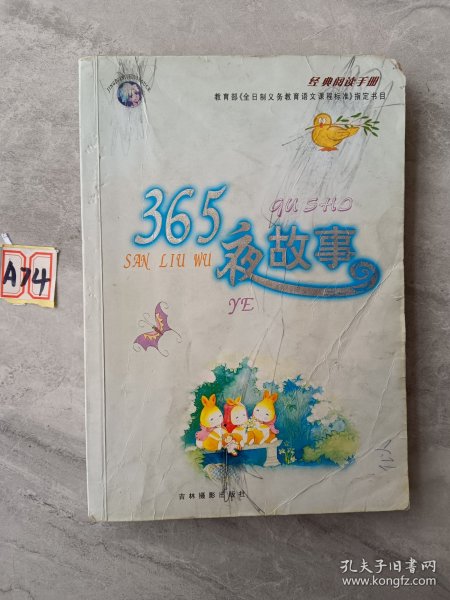 经典阅读手册
教育部《全日制义务教育语文课程标准》指定书目
365
GU SHO
夜故事
SAN LIU WU
YE
A74
吉林摄影出版社
孔夫子旧书网
www.kongfz.com